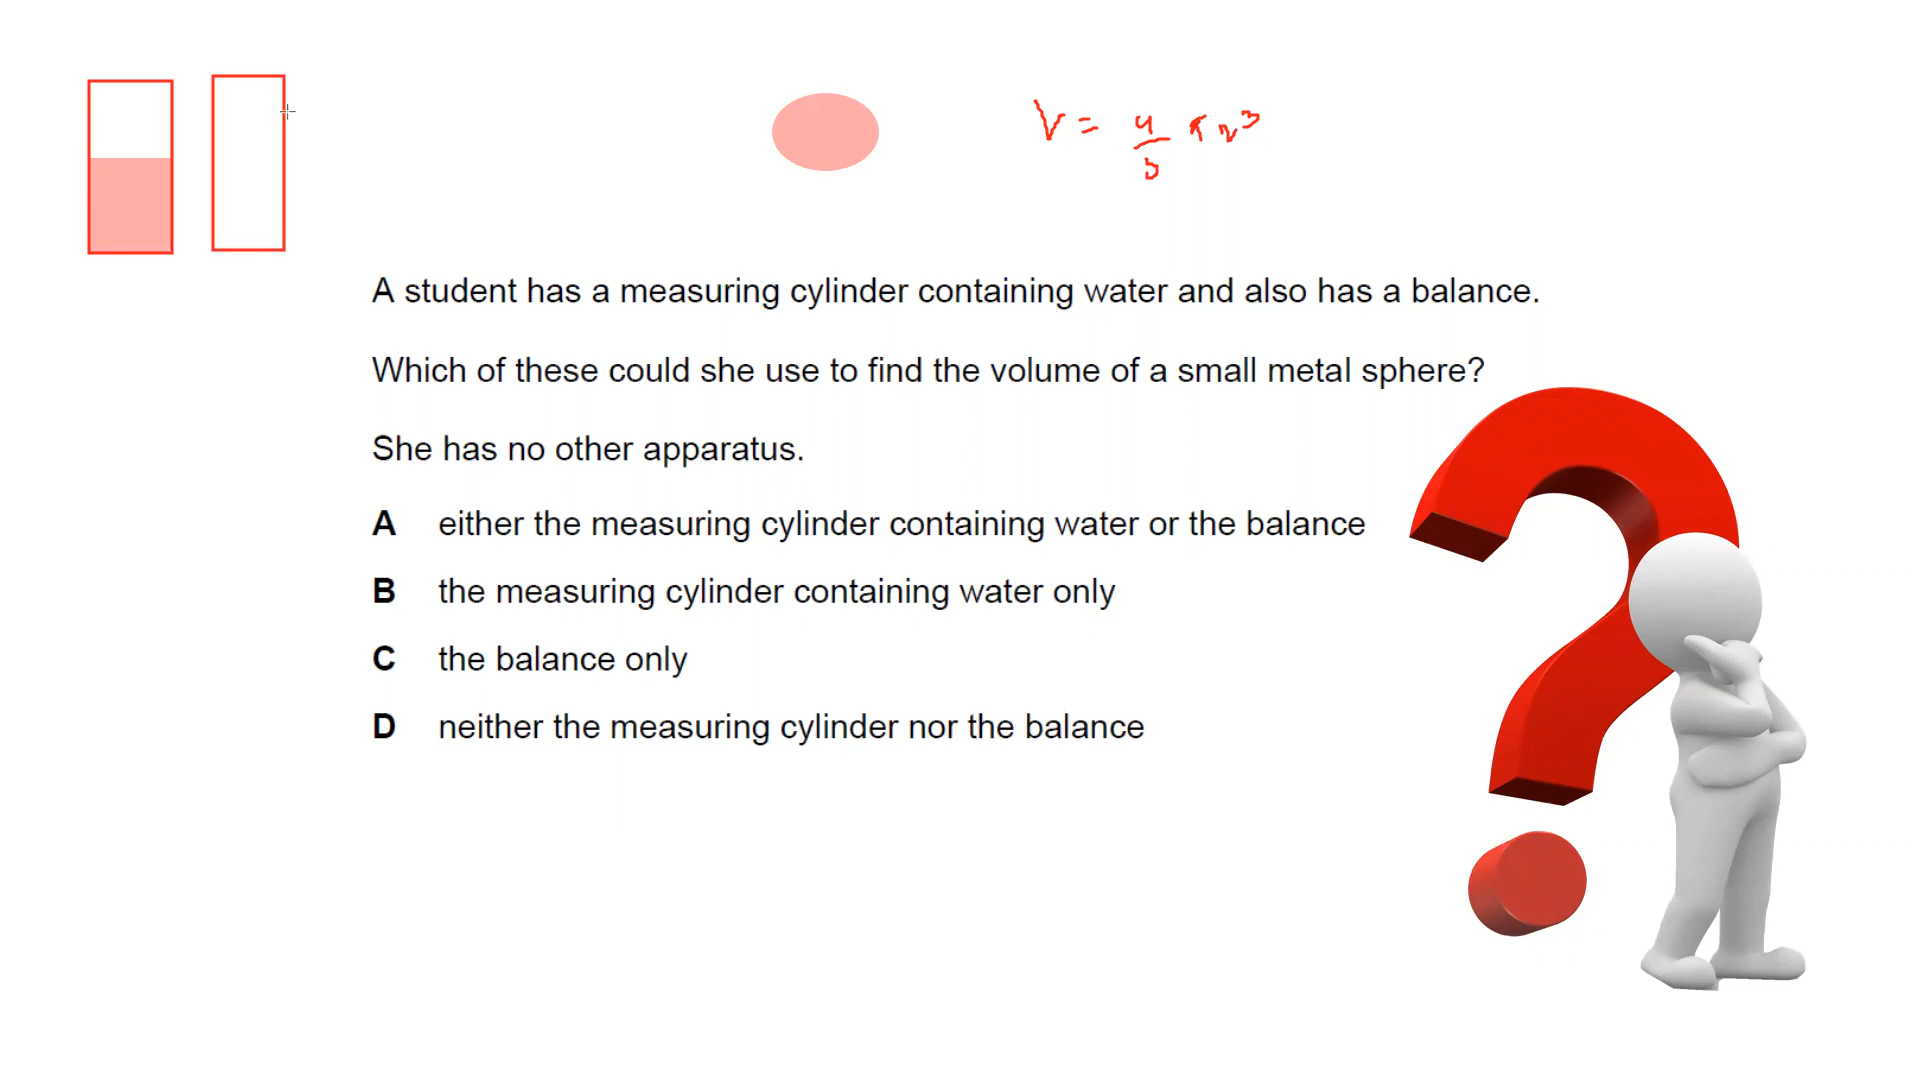 V = 4/3 π r³
A student has a measuring cylinder containing water and also has a balance.
Which of these could she use to find the volume of a small metal sphere?
She has no other apparatus.
A either the measuring cylinder containing water or the balance
B the measuring cylinder containing water only
C the balance only
D neither the measuring cylinder nor the balance